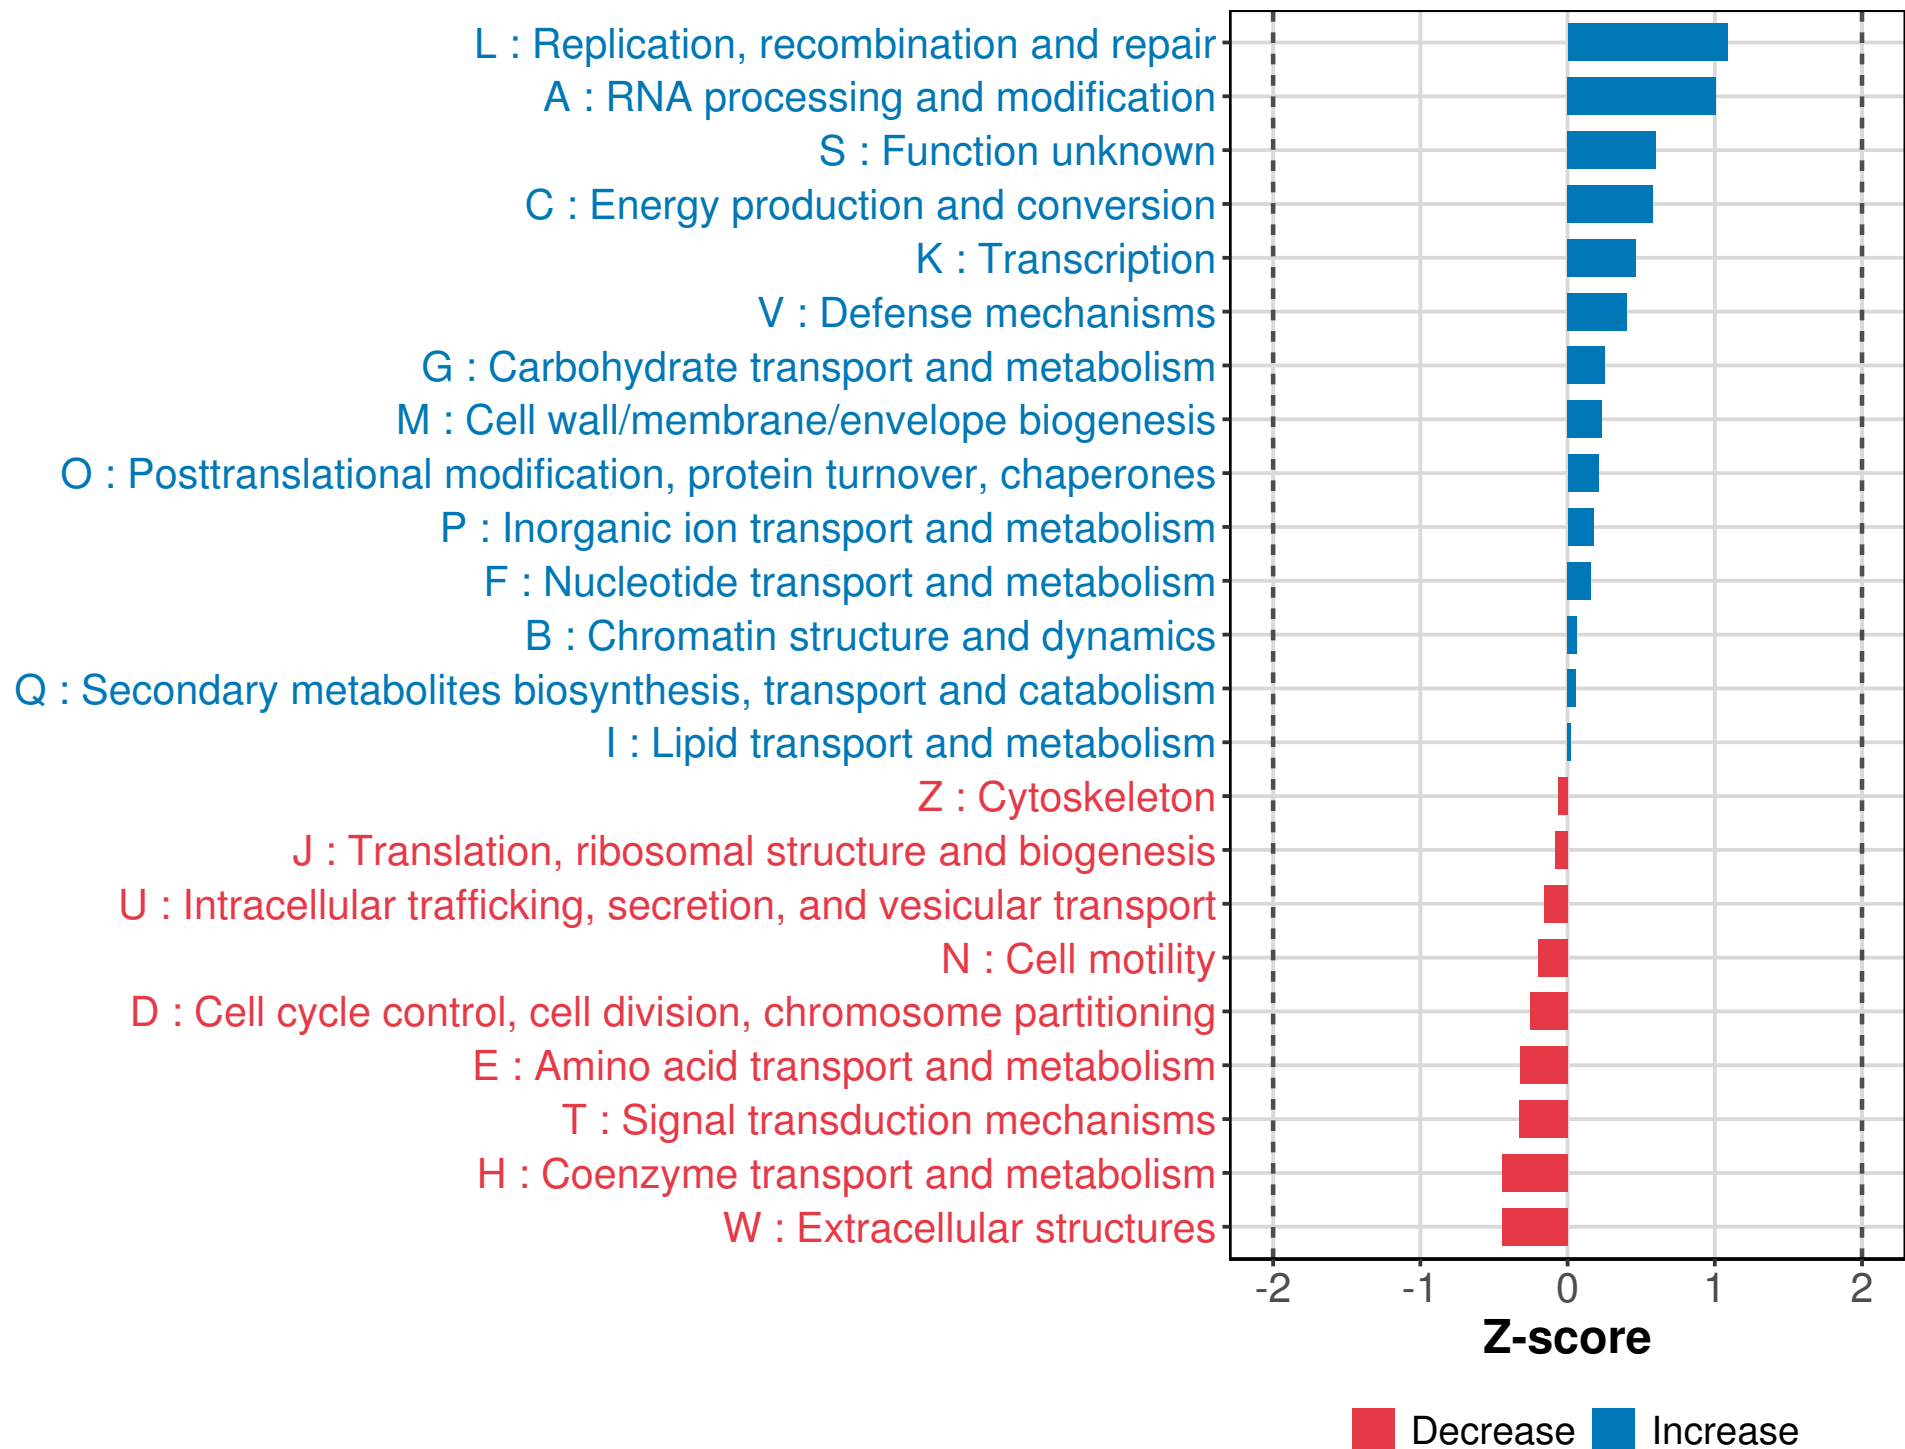 L : Replication, recombination and repair
A : RNA processing and modification
S : Function unknown
C : Energy production and conversion
K : Transcription
V : Defense mechanisms
G : Carbohydrate transport and metabolism
M : Cell wall/membrane/envelope biogenesis
O : Posttranslational modification, protein turnover, chaperones
P : Inorganic ion transport and metabolism
F : Nucleotide transport and metabolism
B : Chromatin structure and dynamics
Q : Secondary metabolites biosynthesis, transport and catabolism
I : Lipid transport and metabolism
Z : Cytoskeleton
J : Translation, ribosomal structure and biogenesis
U : Intracellular trafficking, secretion, and vesicular transport
N : Cell motility
D : Cell cycle control, cell division, chromosome partitioning
E : Amino acid transport and metabolism
T : Signal transduction mechanisms
H : Coenzyme transport and metabolism
W : Extracellular structures
-2 -1 0 1 2
Z-score
Decrease Increase